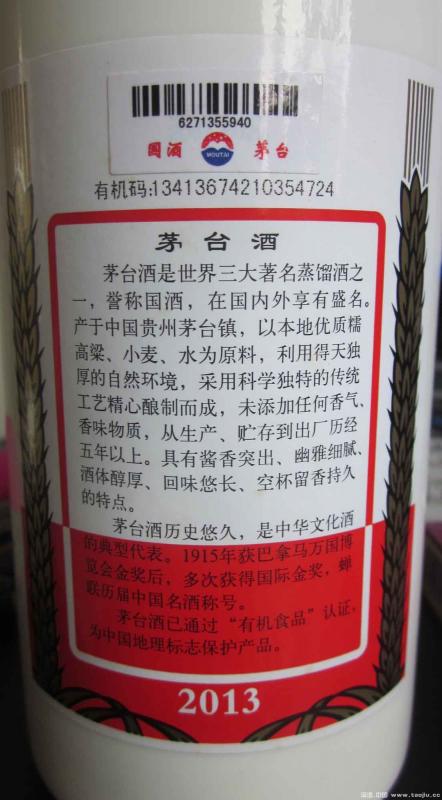 6271355940
國酒 MOUTAI 茅台
有机码:13413674210354724
茅台酒
茅台酒是世界三大著名蒸馏酒之
一，誉称国酒，在国内外享有盛名。
产于中国贵州茅台镇，以本地优质糯
高粱、小麦、水为原料，利用得天独
厚的自然环境，采用科学独特的传统
工艺精心酿制而成，未添加任何香气、
香味物质，从生产、贮存到出厂历经
五年以上。具有酱香突出、幽雅细腻、
酒体醇厚、回味悠长、空杯留香持久
的特点。
茅台酒历史悠久，是中华文化酒
的典型代表。1915年获巴拿马万国博
览会金奖后，多次获得国际金奖，蝉
联历届中国名酒称号。
茅台酒已通过“有机食品”认证，
为中国地理标志保护产品。
2013
www.taojiu.cc